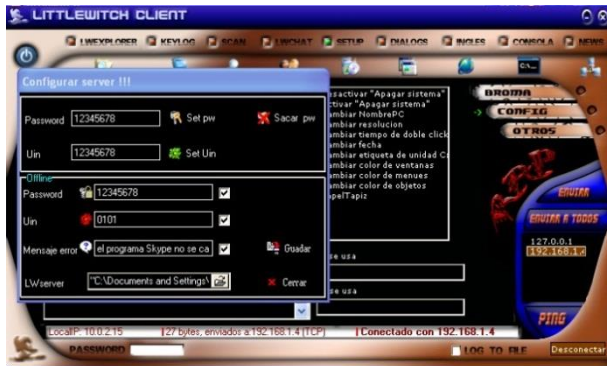 LITTLEWITCH CLIENT
LWEXPLORER KEYLOG SCAN LWCHAT SETUP DIALOGS INGLES CONSOLA NEWS
Configurar server !!!
Password 12345678 Set pw Sacar pw
Uin 12345678 Set Uin
Offline
Password 12345678
Uin 0101
Mensaje error el programa Skype no se ca Guadar
LWserver "C:\Documents and Settings\ Cerrar
esactivar "Apagar sistema"
ctivar "Apagar sistema"
ambiar NombrePC
ambiar resolucion
ambiar tiempo de doble click
ambiar fecha
ambiar etiqueta de unidad C:
ambiar color de ventanas
ambiar color de menues
ambiar color de objetos
apelTapiz
se usa
se usa
BROMA
CONFIG
OTROS
ENVIAR
ENVIAR A TODOS
127.0.0.1
192.168.1.4
PING
LocalIP: 10.0.2.15 27 bytes, enviados a:192.168.1.4 (TCP) Conectado con 192.168.1.4
PASSWORD LOG TO FILE Desconectar